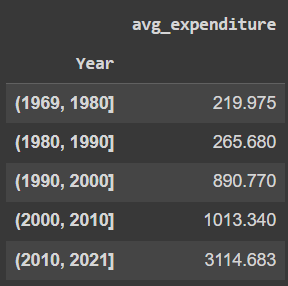 avg_expenditure
Year
(1969, 1980] 219.975
(1980, 1990] 265.680
(1990, 2000] 890.770
(2000, 2010] 1013.340
(2010, 2021] 3114.683